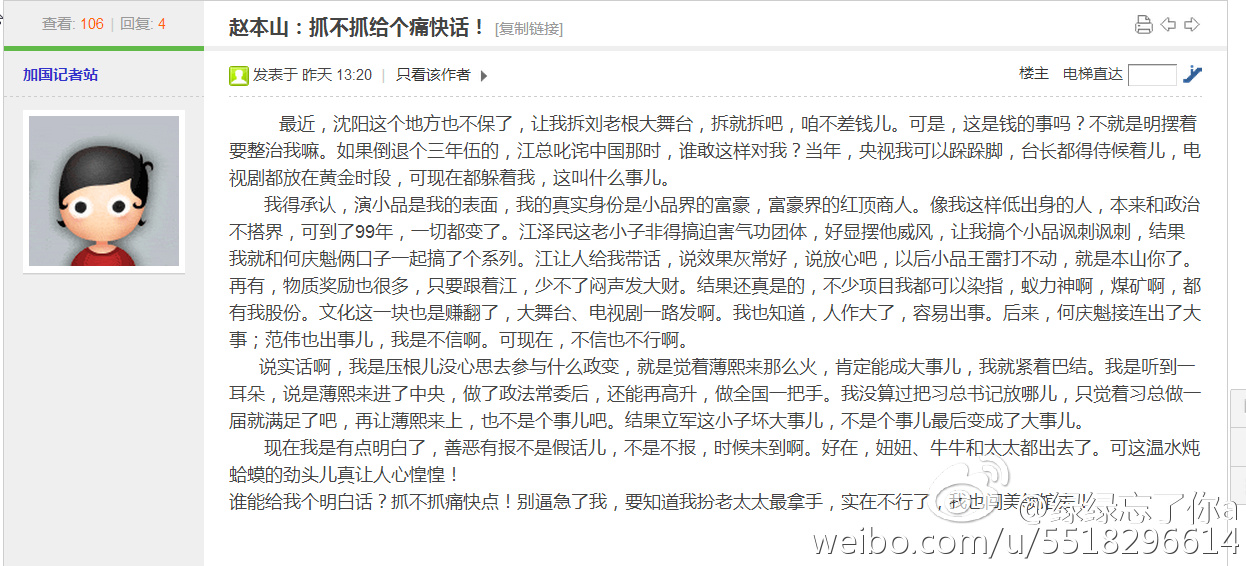 查看: 106 | 回复: 4
赵本山：抓不抓给个痛快话！ [复制链接]
加国记者站
发表于 昨天 13:20 | 只看该作者
楼主 电梯直达
最近，沈阳这个地方也不保了，让我拆刘老根大舞台，拆就拆吧，咱不差钱儿。可是，这是钱的事吗？不就是明摆着
要整治我嘛。如果倒退个三年伍的，江总叱诧中国那时，谁敢这样对我？当年，央视我可以跺跺脚，台长都得侍候着儿，电
视剧都放在黄金时段，可现在都躲着我，这叫什么事儿。
我得承认，演小品是我的表面，我的真实身份是小品界的富豪，富豪界的红顶商人。像我这样低出身的人，本来和政治
不搭界，可到了99年，一切都变了。江泽民这老小子非得搞迫害气功团体，好显摆他威风，让我搞个小品讽刺讽刺，结果
我就和何庆魁俩口子一起搞了个系列。江让人给我带话，说效果灰常好，说放心吧，以后小品王雷打不动，就是本山你了。
再有，物质奖励也很多，只要跟着江，少不了闷声发大财。结果还真是的，不少项目我都可以染指，蚁力神啊，煤矿啊，都
有我股份。文化这一块也是赚翻了，大舞台、电视剧一路发啊。我也知道，人作大了，容易出事。后来，何庆魁接连出了大
事；范伟也出事儿，我是不信啊。可现在，不信也不行啊。
说实话啊，我是压根儿没心思去参与什么政变，就是觉着薄熙来那么火，肯定能成大事儿，我就紧着巴结。我是听到一
耳朵，说是薄熙来进了中央，做了政法常委后，还能再高升，做全国一把手。我没算过把习总书记放哪儿，只觉着习总做一
届就满足了吧，再让薄熙来上，也不是个事儿吧。结果立军这小子坏大事儿，不是个事儿最后变成了大事儿。
现在我是有点明白了，善恶有报不是假话儿，不是不报，时候未到啊。好在，妞妞、牛牛和太太都出去了。可这温水炖
蛤蟆的劲头儿真让人心惶惶！
谁能给我个明白话？抓不抓痛快点！别逼急了我，要知道我扮老太太最拿手，实在不行了，我也闯美领馆
@绿绿忘了你a
weibo.com/u/5518296614